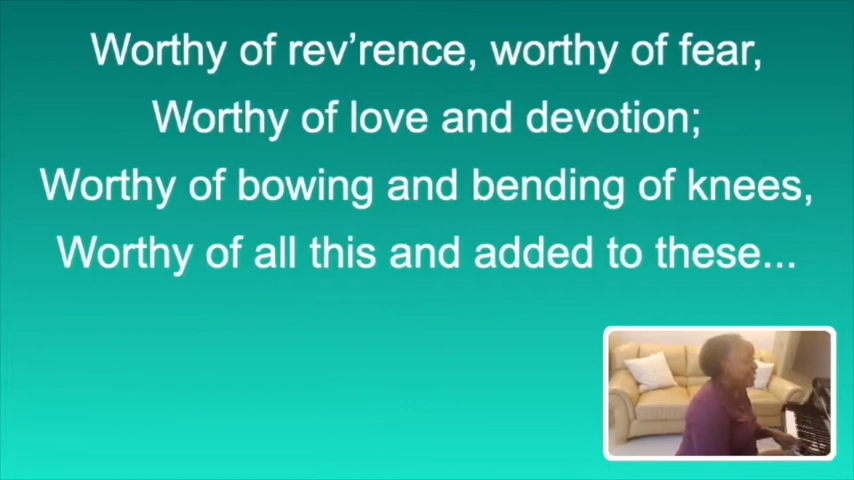 Worthy of rev’rence, worthy of fear,
Worthy of love and devotion;
Worthy of bowing and bending of knees,
Worthy of all this and added to these...